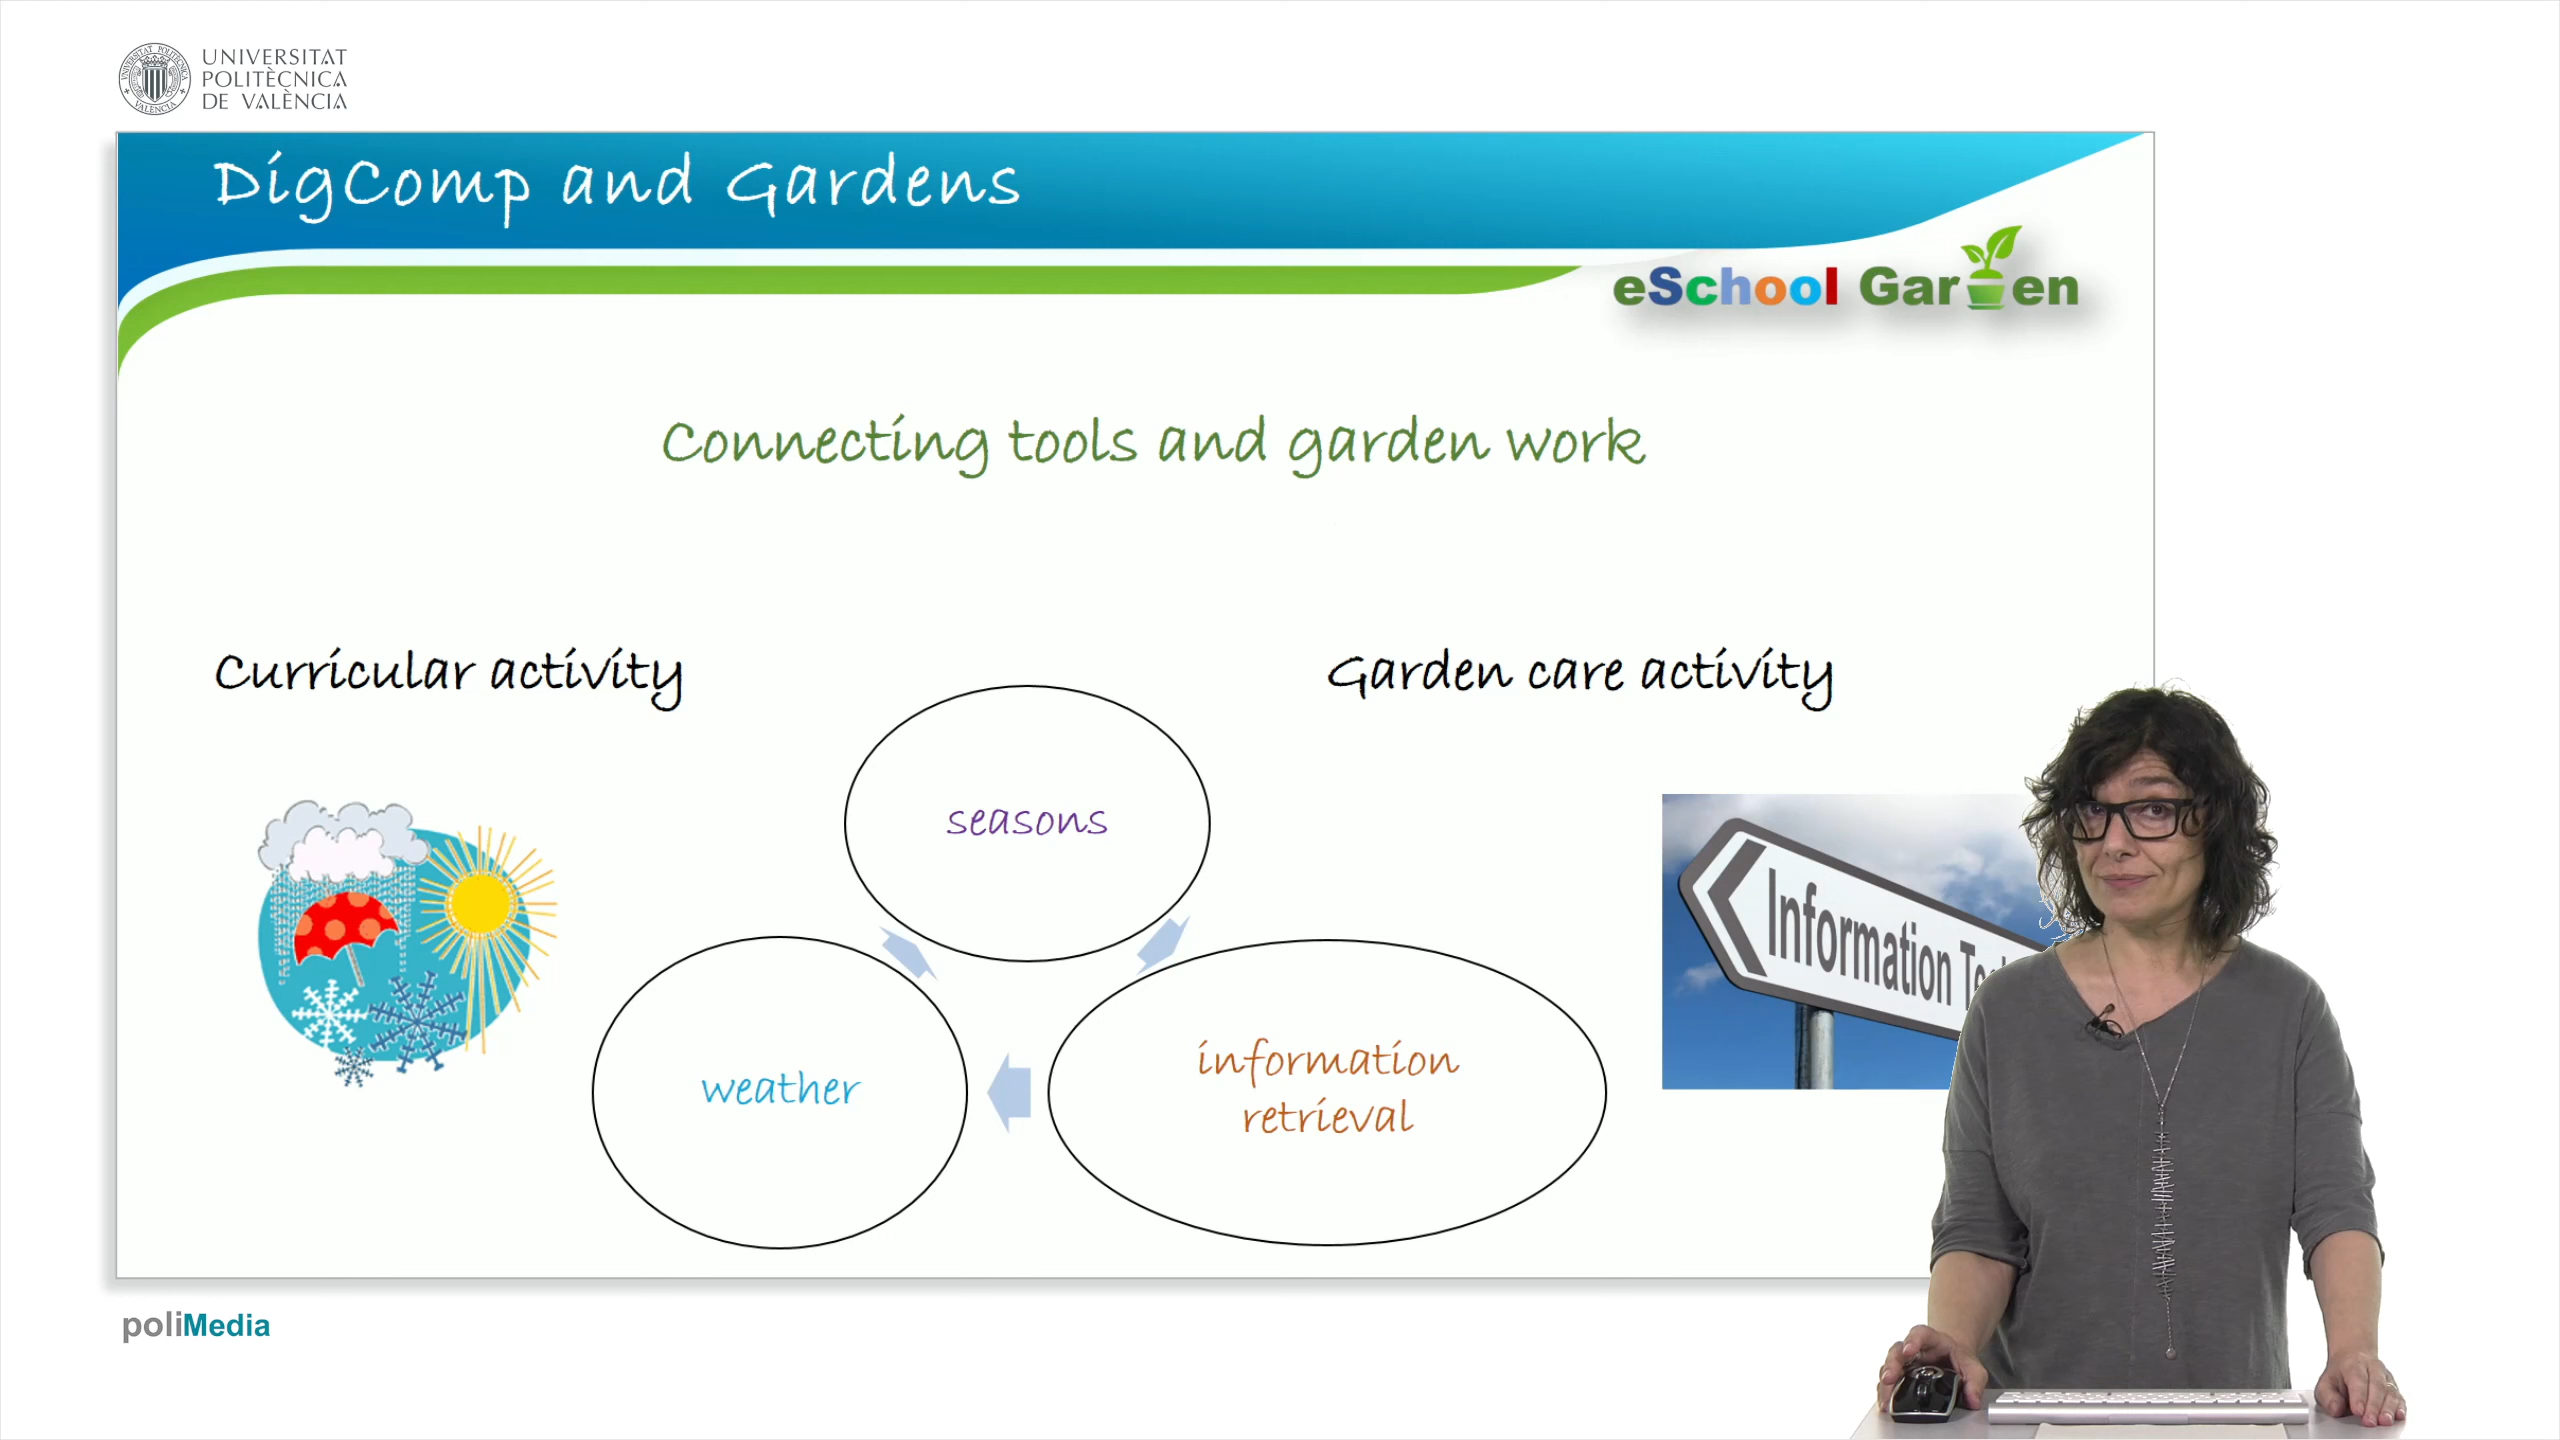 UNIVERSITAT
POLITÈCNICA
DE VALÈNCIA
DigComp and Gardens
eSchool Garden
Connecting tools and garden work
Curricular activity
Garden care activity
seasons
Information
weather
information
retrieval
poliMedia